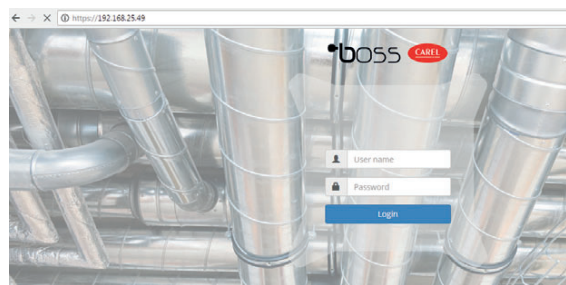 https://192.168.25.49
boss CAREL
User name
Password
Login